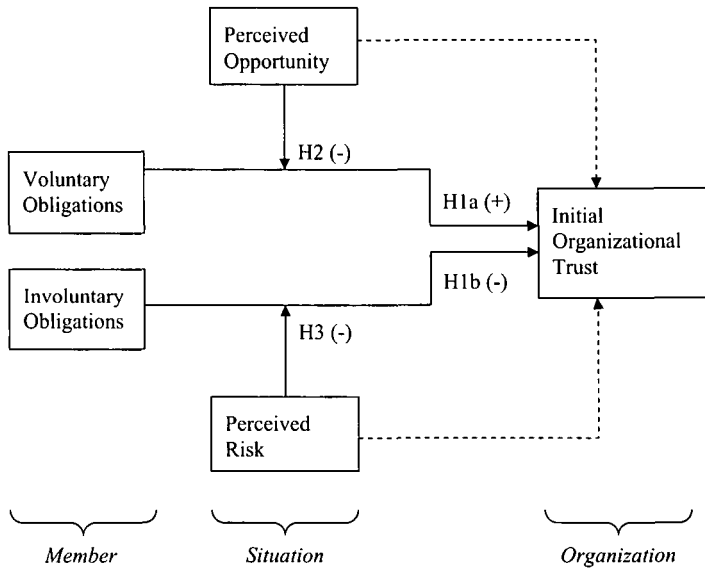 Perceived
Opportunity
H2 (-)
Voluntary
Obligations
H1a (+)
Initial
Organizational
Trust
Involuntary
Obligations
H1b (-)
H3 (-)
Perceived
Risk
Member
Situation
Organization